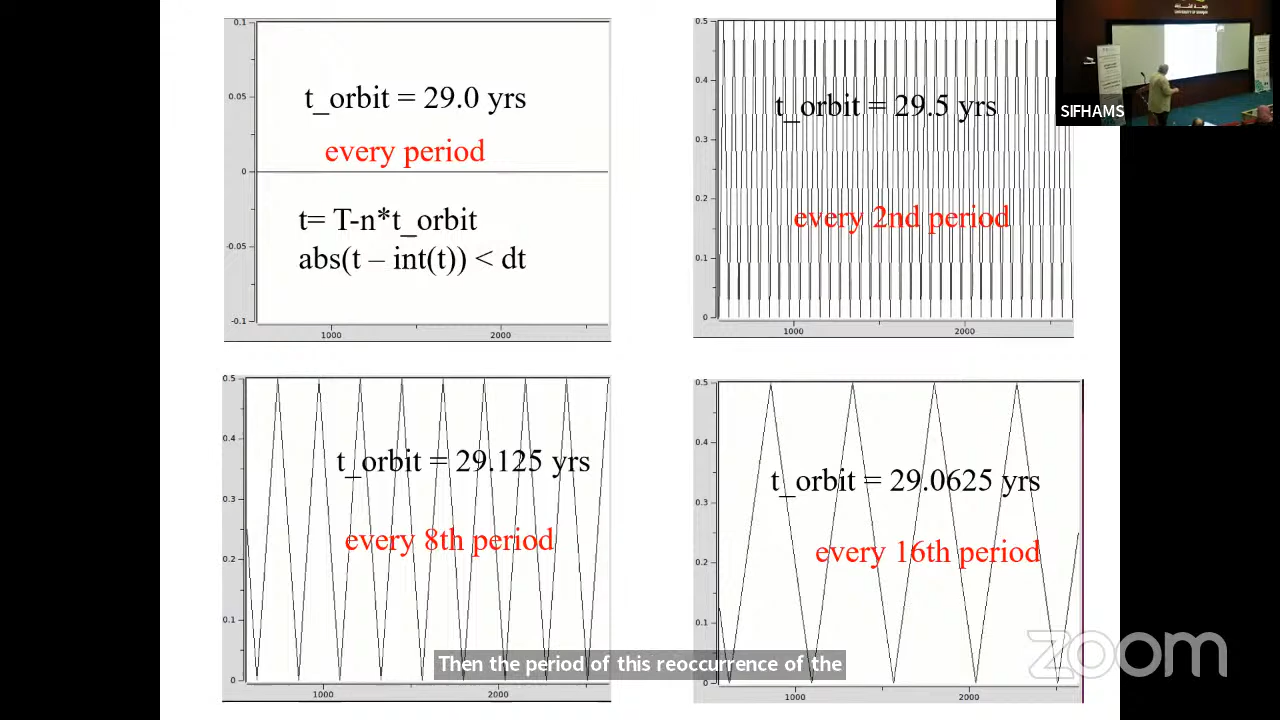 t_orbit = 29.0 yrs
every period
t= T-n*t_orbit
abs(t – int(t)) < dt
0.1
0.05
0
-0.05
-0.1
1000
2000
t_orbit = 29.5 yrs
every 2nd period
0.5
0.4
0.3
0.2
0.1
0
1000
2000
UNIVERSITY OF SHARJAH
SIFHAMS
t_orbit = 29.125 yrs
every 8th period
0.5
0.4
0.3
0.2
0.1
0
1000
2000
t_orbit = 29.0625 yrs
every 16th period
0.5
0.4
0.3
0.2
0.1
0
1000
2000
Then the period of this reoccurrence of the
zoom